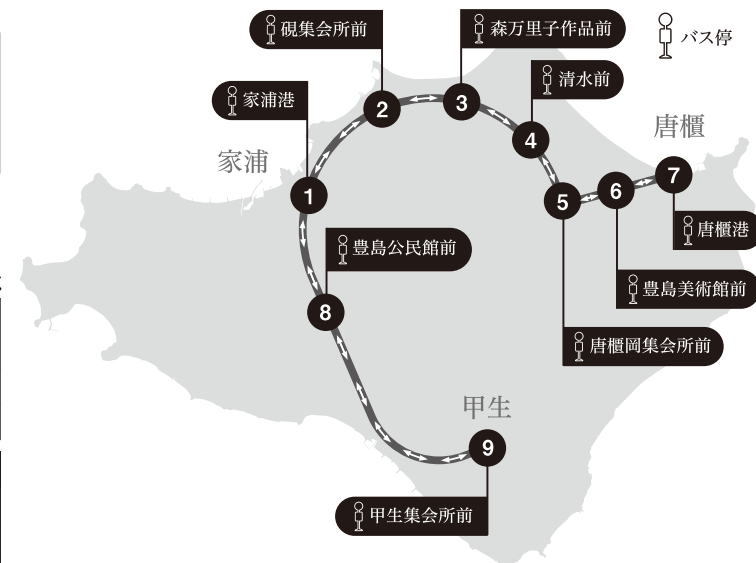 硯集会所前
森万里子作品前
バス停
清水前
家浦港
唐櫃
家浦
2
3
4
1
5
6
7
唐櫃港
豊島公民館前
豊島美術館前
8
唐櫃岡集会所前
甲生
9
甲生集会所前